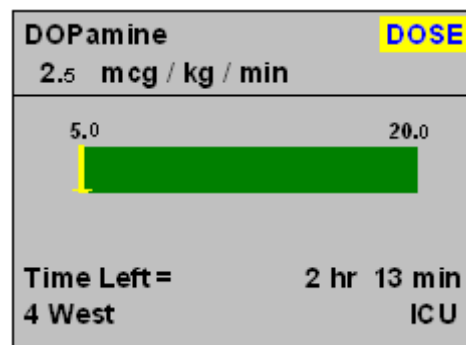 DOPamine DOSE
2.5 mcg / kg / min
5.0 20.0
Time Left = 2 hr 13 min
4 West ICU